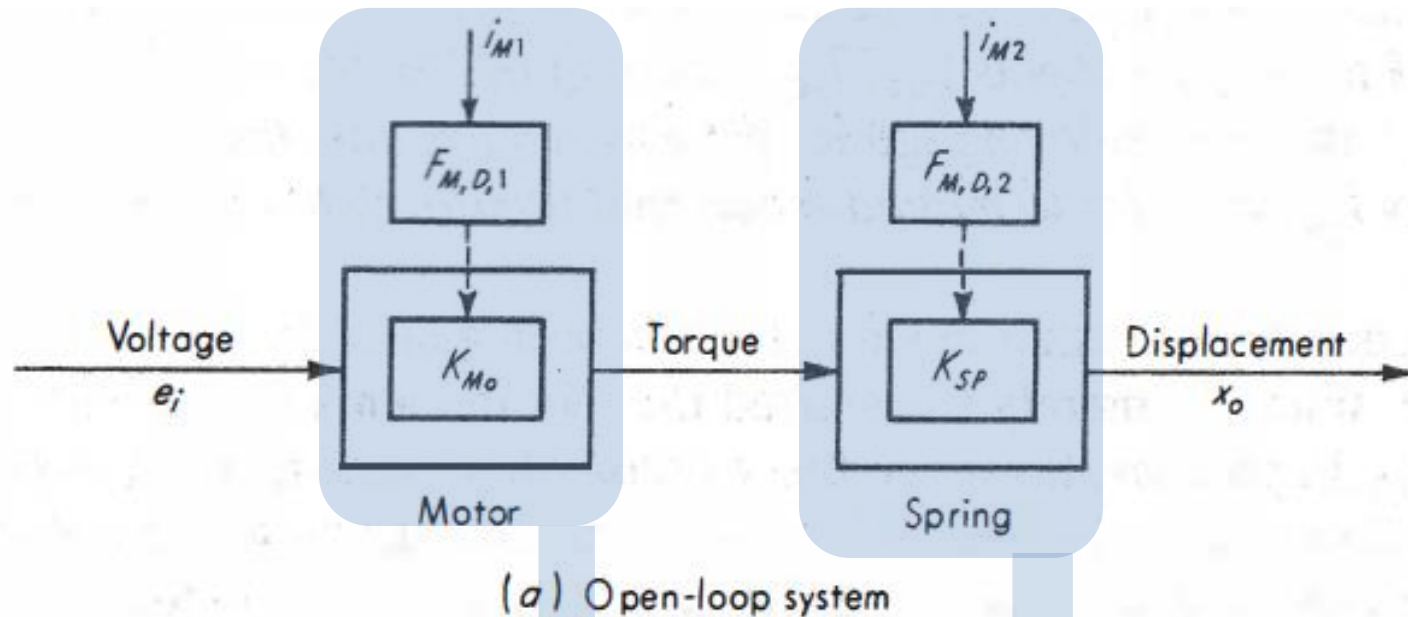 i_M1
i_M2
F_M,D,1
F_M,D,2
Voltage
e_i
K_Mo
Torque
K_SP
Displacement
x_o
Motor
Spring
(a) Open-loop system